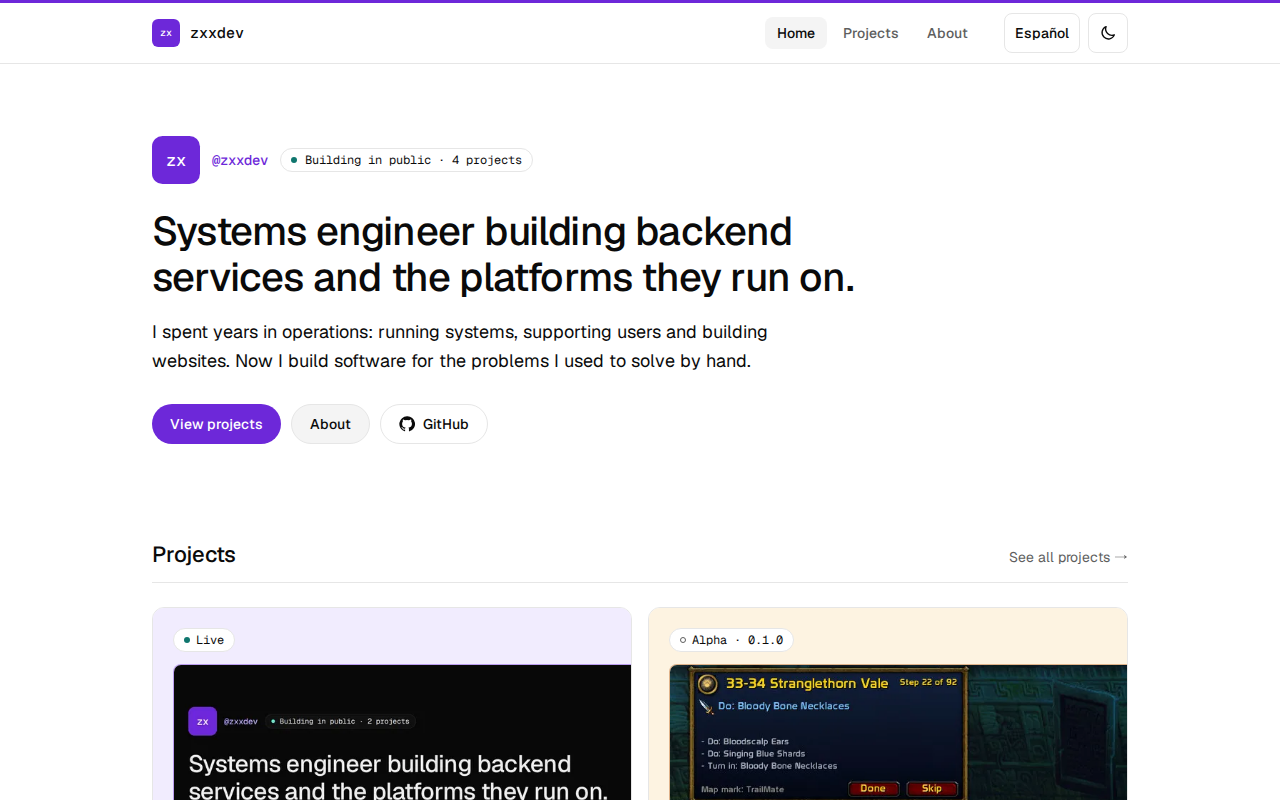 zx zxxdev Home Projects About Español
zx @zxxdev Building in public · 4 projects
Systems engineer building backend
services and the platforms they run on.
I spent years in operations: running systems, supporting users and building
websites. Now I build software for the problems I used to solve by hand.
View projects About GitHub
Projects See all projects →
Live
zx @zxxdev Building in public · 2 projects
Systems engineer building backend
services and the platforms they run on.
Alpha · 0.1.0
33-34 Stranglethorn Vale Step 22 of 92
Do: Bloody Bone Necklaces
- Do: Bloodscalp Ears
- Do: Singing Blue Shards
- Turn in: Bloody Bone Necklaces
Map mark: TrailMate Done Skip